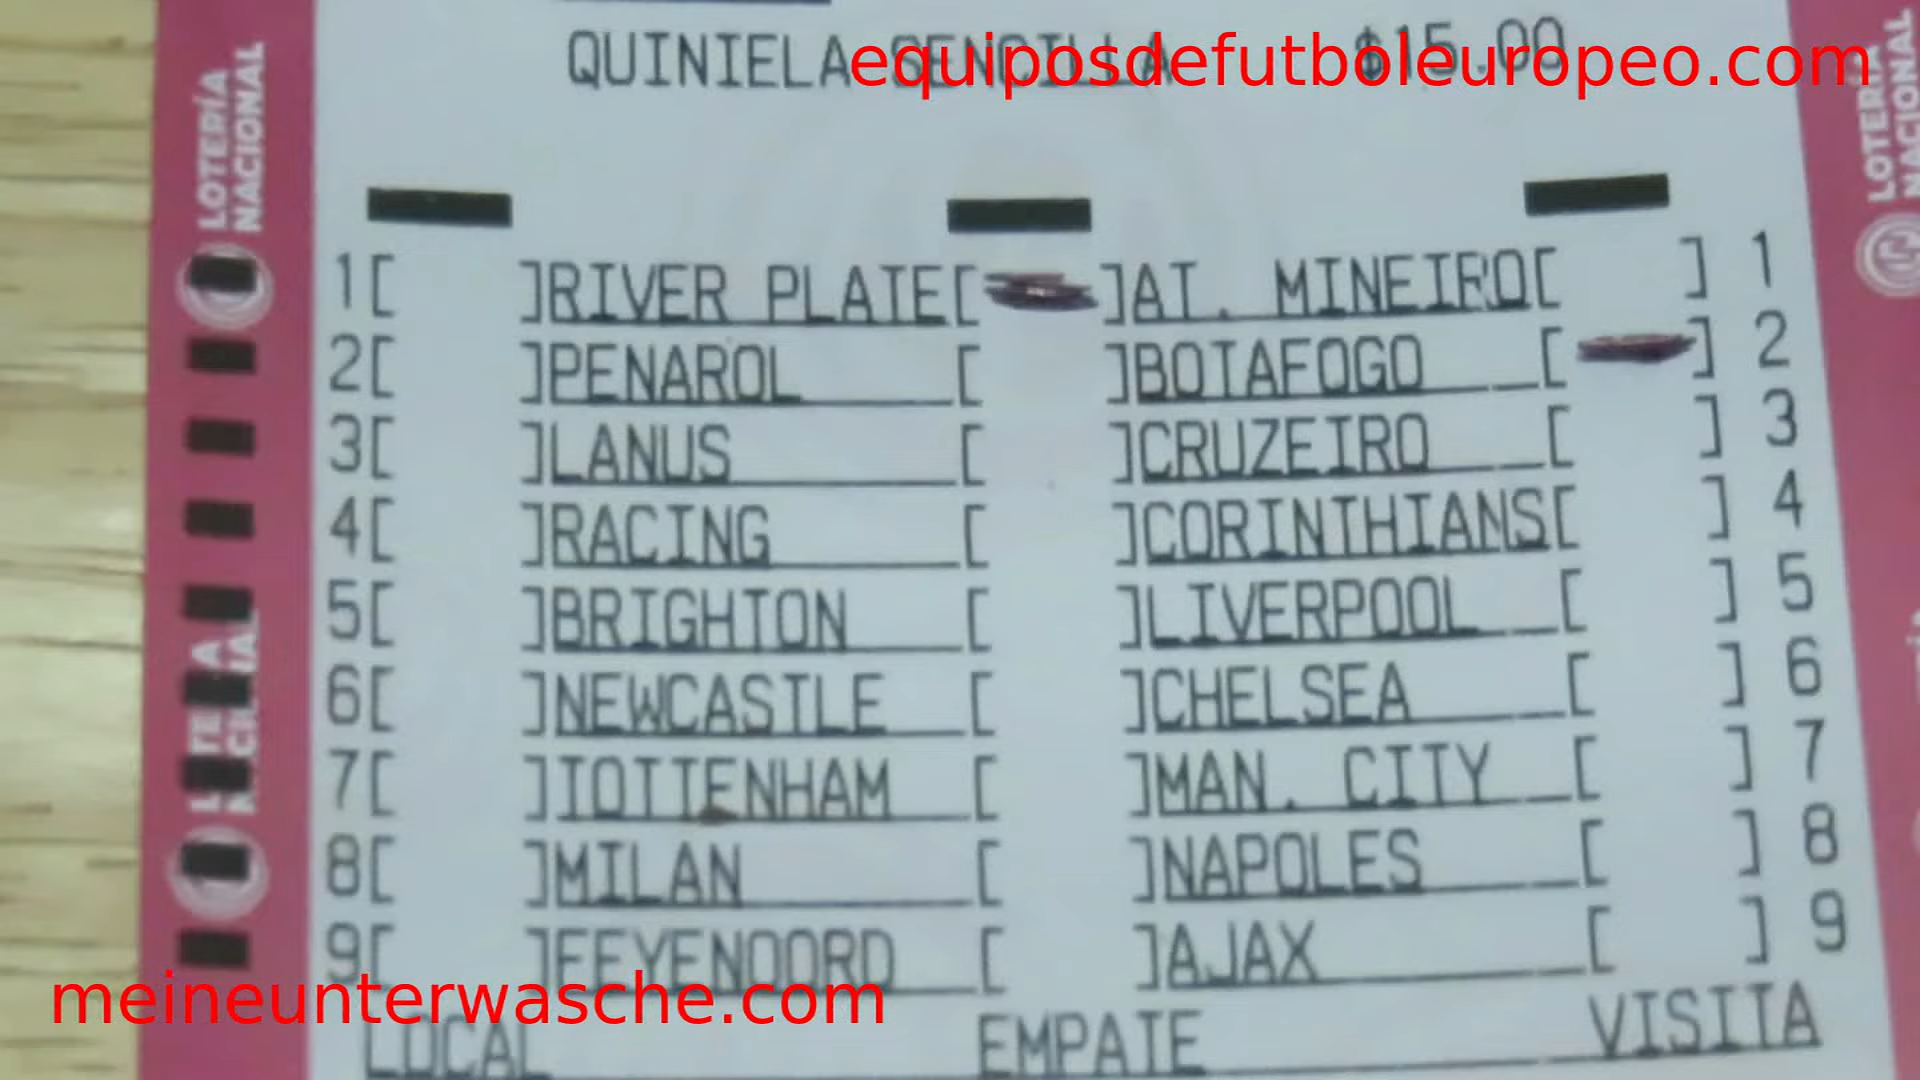 QUINIELA SENCILLA $15.00
equiposdefutboleuropeo.com
LOTERÍA
NACIONAL
LOTERÍA
NACIONAL
1[ ]RIVER PLATE[ ]AT. MINEIRO[ ] 1
2[ ]PENAROL[ ]BOTAFOGO[ ] 2
3[ ]LANUS[ ]CRUZEIRO[ ] 3
4[ ]RACING[ ]CORINTHIANS[ ] 4
5[ ]BRIGHTON[ ]LIVERPOOL[ ] 5
6[ ]NEWCASTLE[ ]CHELSEA[ ] 6
7[ ]TOTTENHAM[ ]MAN. CITY[ ] 7
8[ ]MILAN[ ]NAPOLES[ ] 8
9[ ]FEYENOORD[ ]AJAX[ ] 9
LOCAL EMPATE VISITA
meineunterwasche.com